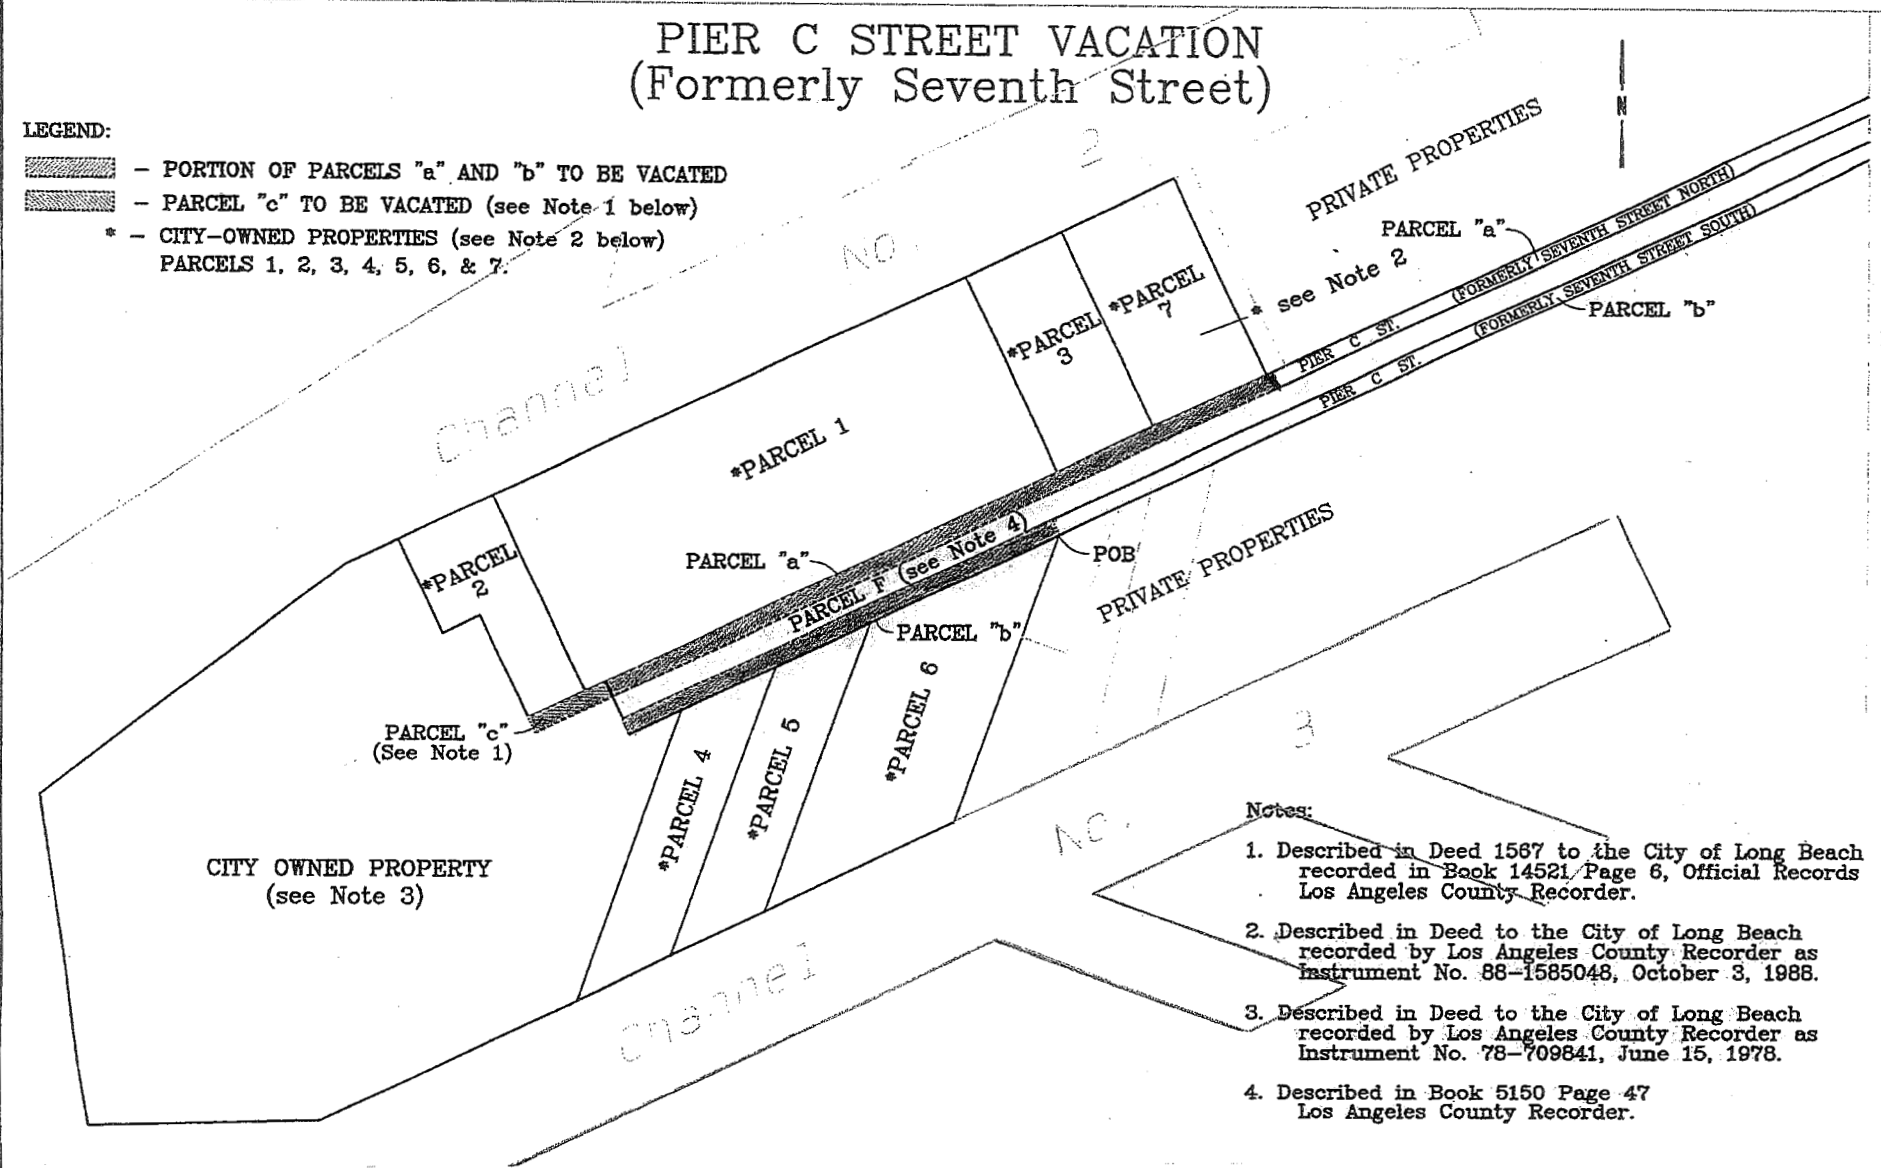 PIER C STREET VACATION
(Formerly Seventh Street)
LEGEND:
- PORTION OF PARCELS "a" AND "b" TO BE VACATED
- PARCEL "c" TO BE VACATED (see Note 1 below)
* - CITY-OWNED PROPERTIES (see Note 2 below)
PARCELS 1, 2, 3, 4, 5, 6, & 7.
N
2
No.
Channel
PRIVATE PROPERTIES
PARCEL "a"
* see Note 2
(FORMERLY SEVENTH STREET NORTH)
PIER C ST.
(FORMERLY SEVENTH STREET SOUTH)
PIER C ST.
PARCEL "b"
*PARCEL
7
*PARCEL
3
*PARCEL 1
*PARCEL
2
PARCEL "a"
PARCEL F (see Note 4)
POB
PRIVATE PROPERTIES
PARCEL "b"
PARCEL "c"
(See Note 1)
*PARCEL 4
*PARCEL 5
*PARCEL 6
CITY OWNED PROPERTY
(see Note 3)
3
No.
Channel
Notes:
1. Described in Deed 1567 to the City of Long Beach
recorded in Book 14521 Page 6, Official Records
Los Angeles County Recorder.
2. Described in Deed to the City of Long Beach
recorded by Los Angeles County Recorder as
Instrument No. 88-1585048, October 3, 1988.
3. Described in Deed to the City of Long Beach
recorded by Los Angeles County Recorder as
Instrument No. 78-709841, June 15, 1978.
4. Described in Book 5150 Page 47
Los Angeles County Recorder.